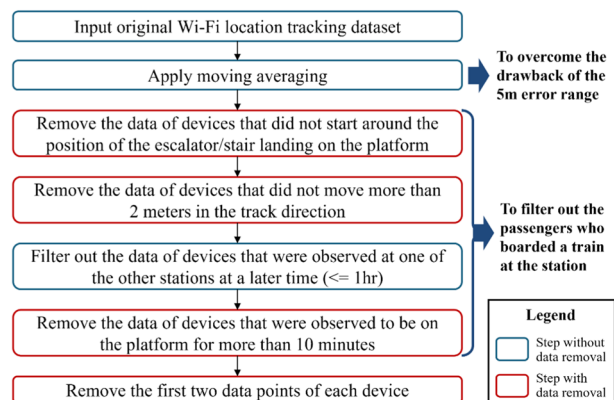 Input original Wi-Fi location tracking dataset
Apply moving averaging
To overcome the
drawback of the
5m error range
Remove the data of devices that did not start around the
position of the escalator/stair landing on the platform
Remove the data of devices that did not move more than
2 meters in the track direction
Filter out the data of devices that were observed at one of
the other stations at a later time (<= 1hr)
Remove the data of devices that were observed to be on
the platform for more than 10 minutes
To filter out the
passengers who
boarded a train
at the station
Remove the first two data points of each device
Legend
Step without
data removal
Step with
data removal